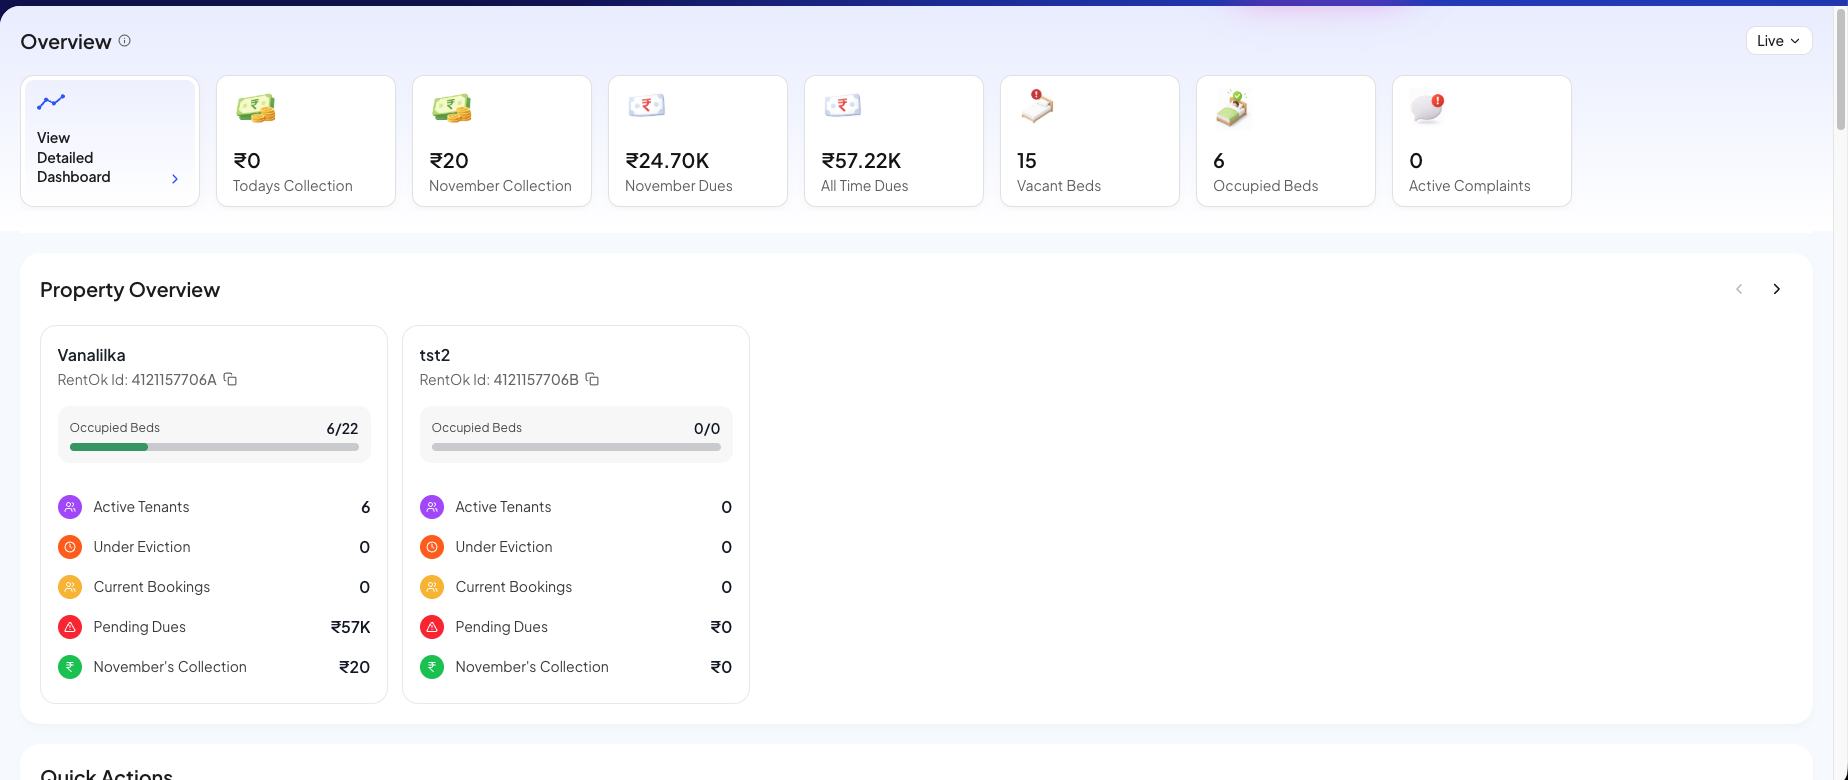 Overview
Live
View
Detailed
Dashboard
₹0
Todays Collection
₹20
November Collection
₹24.70K
November Dues
₹57.22K
All Time Dues
15
Vacant Beds
6
Occupied Beds
0
Active Complaints
Property Overview
Vanalilka
RentOk Id: 4121157706A
Occupied Beds 6/22
Active Tenants 6
Under Eviction 0
Current Bookings 0
Pending Dues ₹57K
November's Collection ₹20
tst2
RentOk Id: 4121157706B
Occupied Beds 0/0
Active Tenants 0
Under Eviction 0
Current Bookings 0
Pending Dues ₹0
November's Collection ₹0
Quick Actions